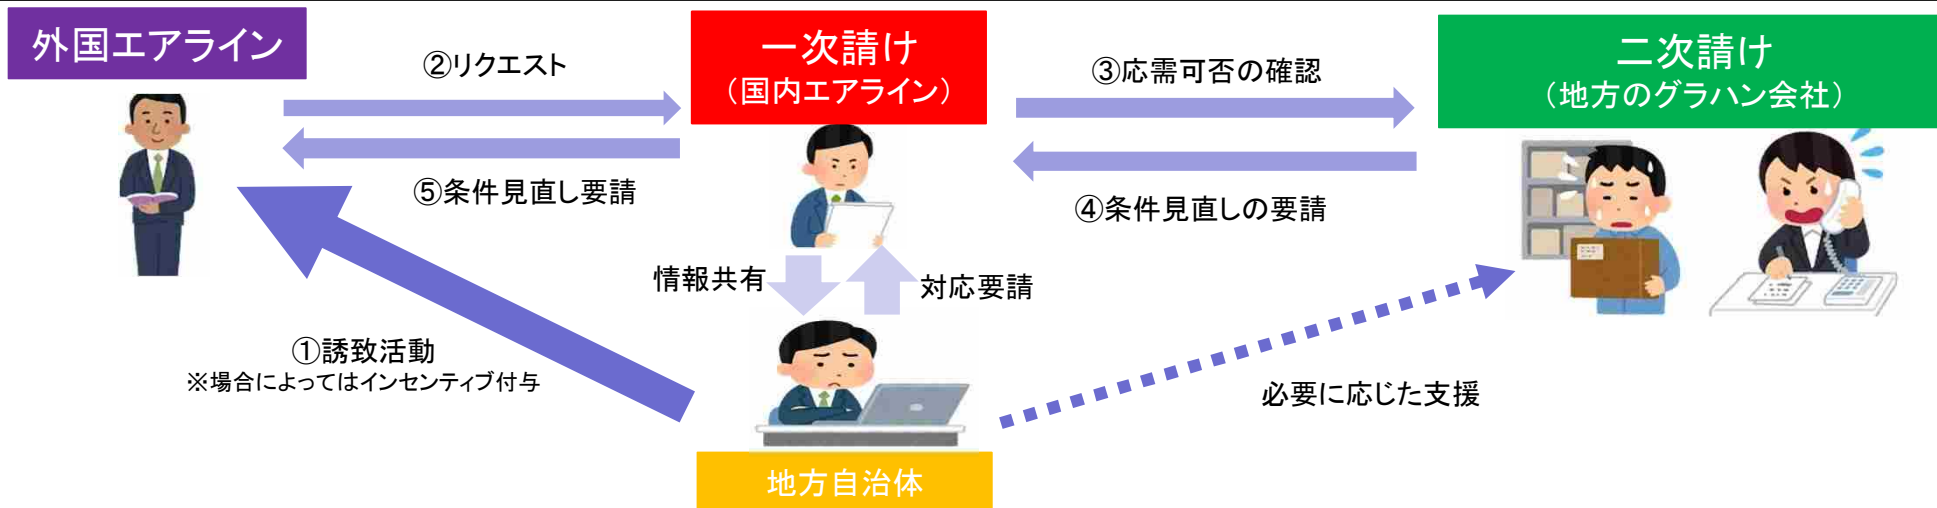 外国エアライン
②リクエスト
一次請け
（国内エアライン）
③応需可否の確認
二次請け
（地方のグラハン会社）
⑤条件見直し要請
④条件見直しの要請
情報共有
対応要請
①誘致活動
※場合によってはインセンティブ付与
必要に応じた支援
地方自治体